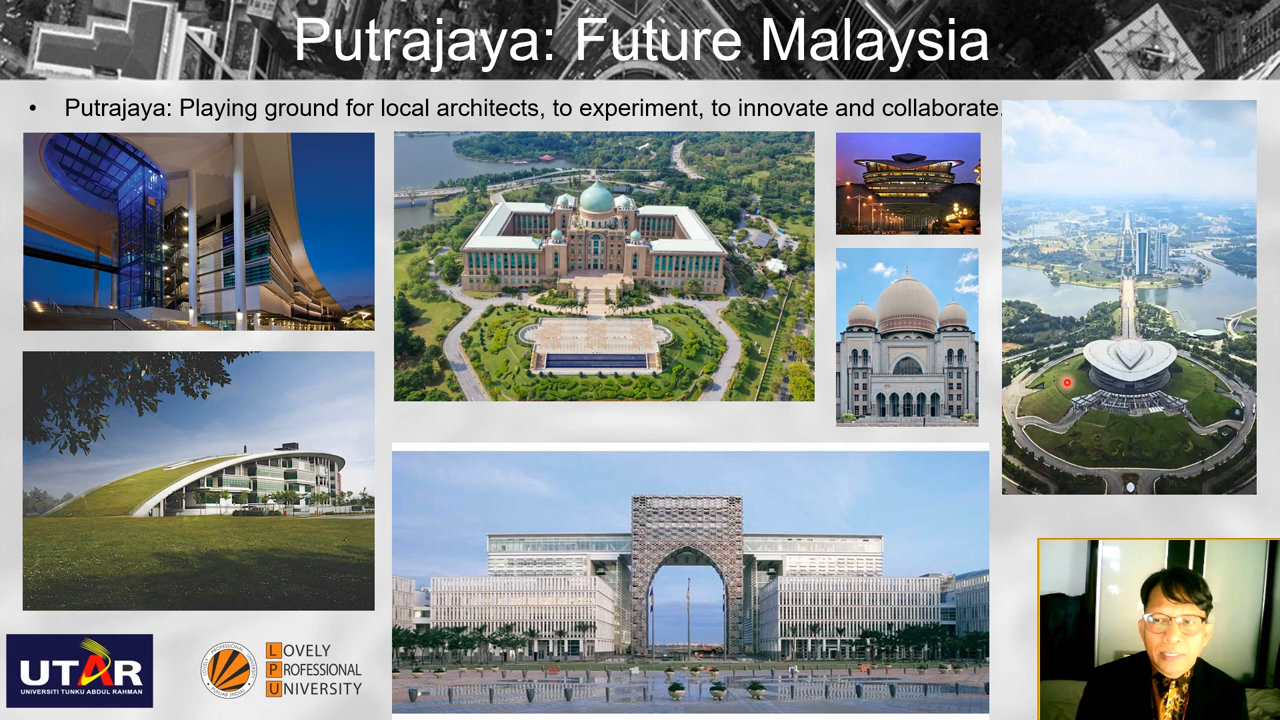 Putrajaya: Future Malaysia
• Putrajaya: Playing ground for local architects, to experiment, to innovate and collaborate.
UTAR
UNIVERSITI TUNKU ABDUL RAHMAN
LOVELY
PROFESSIONAL
UNIVERSITY